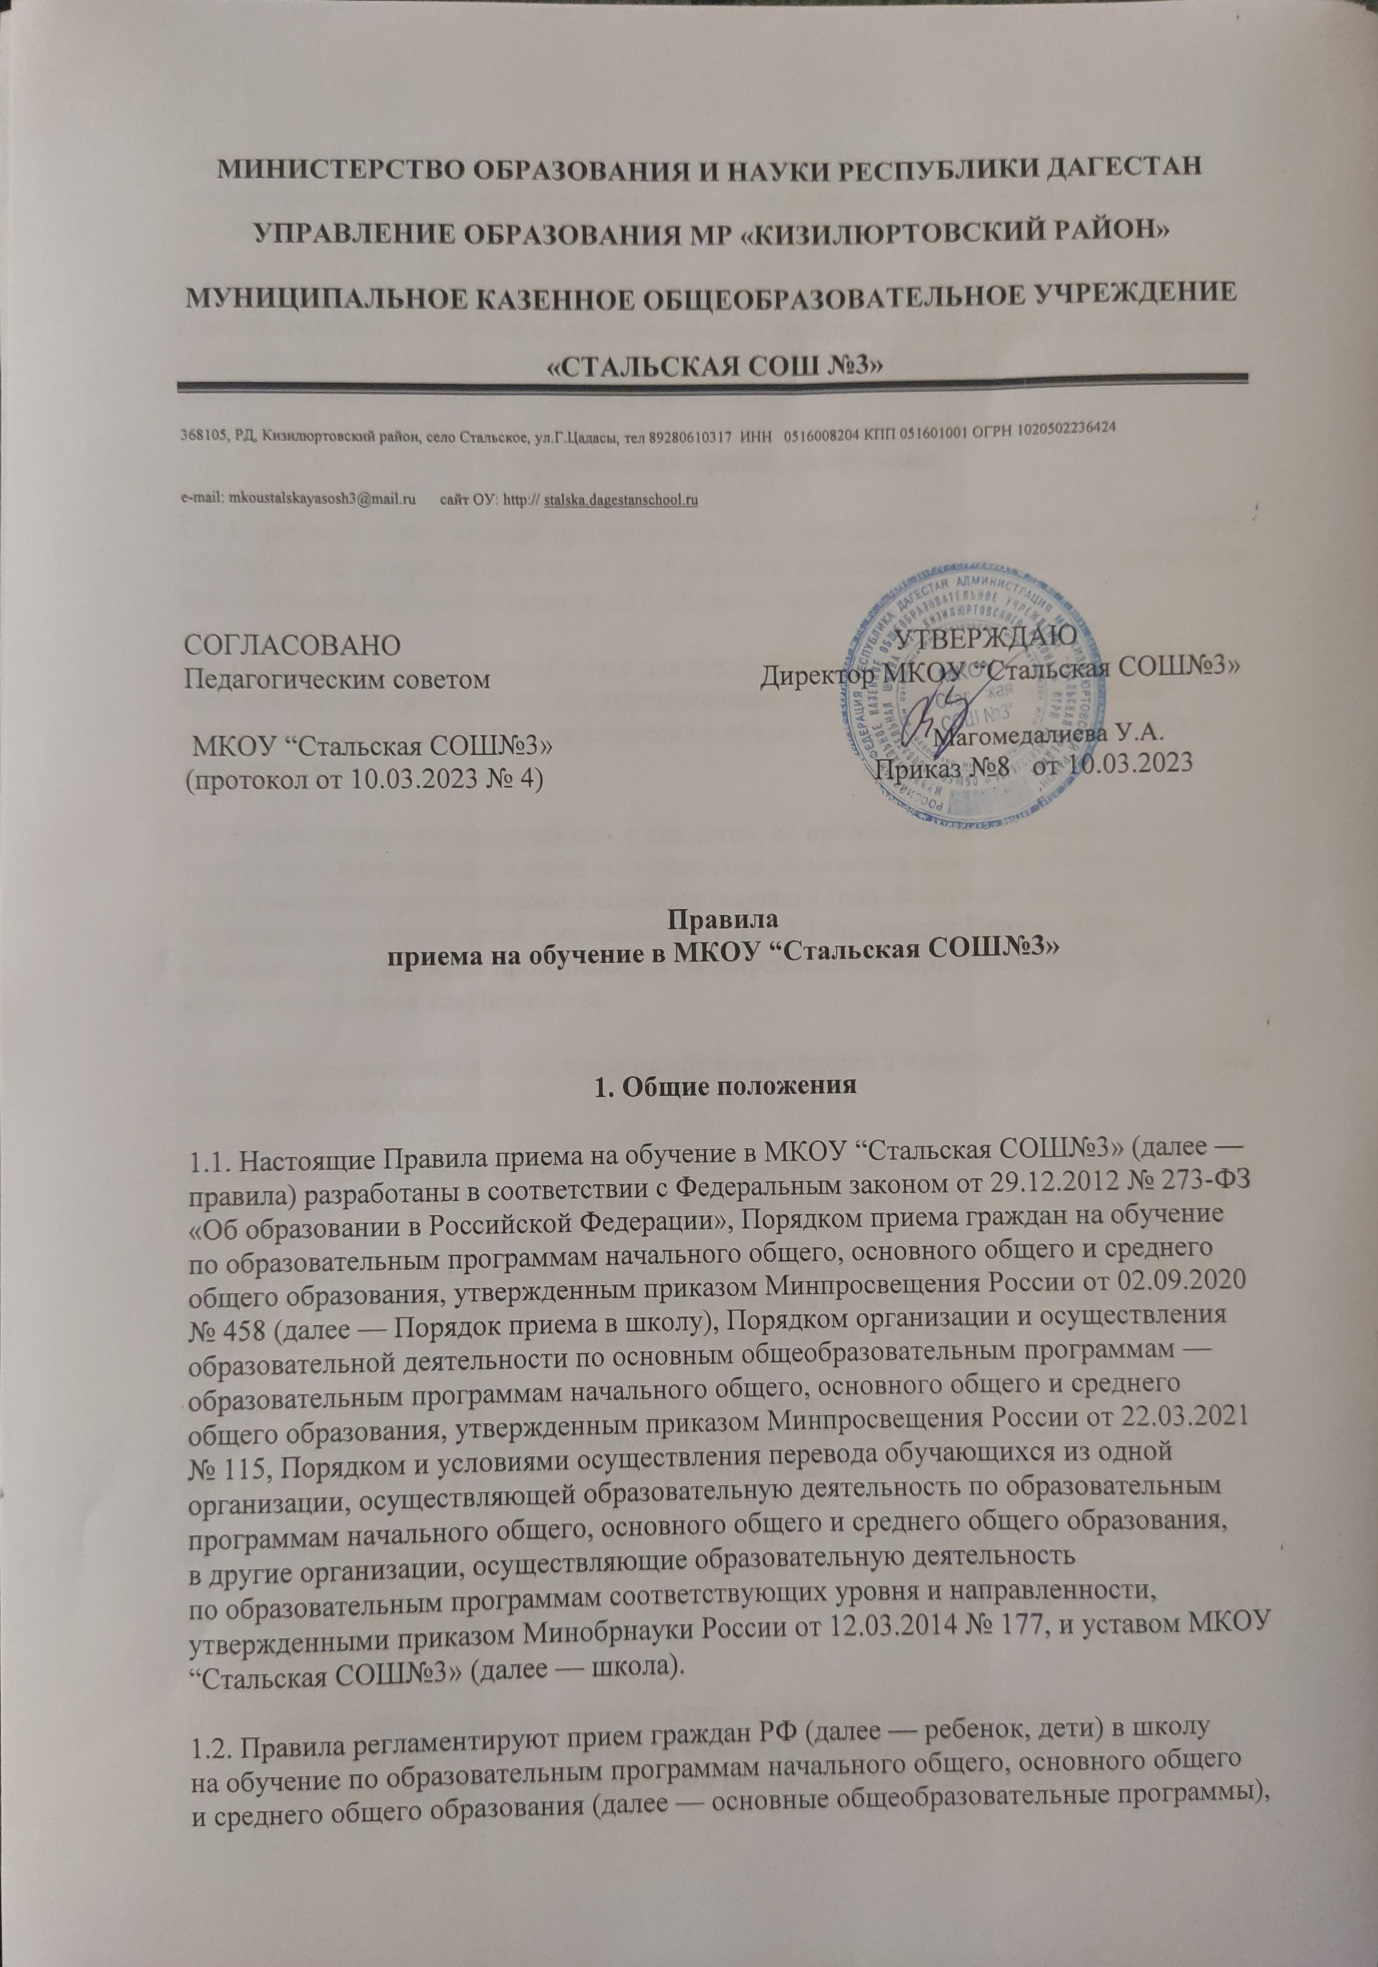 МИНИСТЕРСТВО ОБРАЗОВАНИЯ И НАУКИ РЕСПУБЛИКИ ДАГЕСТАН
УПРАВЛЕНИЕ ОБРАЗОВАНИЯ МР «КИЗИЛЮРТОВСКИЙ РАЙОН»
МУНИЦИПАЛЬНОЕ КАЗЕННОЕ ОБЩЕОБРАЗОВАТЕЛЬНОЕ УЧРЕЖДЕНИЕ
«СТАЛЬСКАЯ СОШ №3»
368105, РД, Кизилюртовский район, село Стальское, ул.Г.Цадасы, тел 89280610317 ИНН 0516008204 КПП 051601001 ОГРН 1020502236424
e-mail: mkoustalskayasosh3@mail.ru сайт ОУ: http:// stalska.dagestanschool.ru
СОГЛАСОВАНО
Педагогическим советом
МКОУ “Стальская СОШ№3»
(протокол от 10.03.2023 № 4)
УТВЕРЖДАЮ
Директор МКОУ “Стальская СОШ№3»
Магомедалиева У.А.
Приказ №8 от 10.03.2023
Правила
приема на обучение в МКОУ “Стальская СОШ№3»
1. Общие положения
1.1. Настоящие Правила приема на обучение в МКОУ “Стальская СОШ№3» (далее —
правила) разработаны в соответствии с Федеральным законом от 29.12.2012 № 273-ФЗ
«Об образовании в Российской Федерации», Порядком приема граждан на обучение
по образовательным программам начального общего, основного общего и среднего
общего образования, утвержденным приказом Минпросвещения России от 02.09.2020
№ 458 (далее — Порядок приема в школу), Порядком организации и осуществления
образовательной деятельности по основным общеобразовательным программам —
образовательным программам начального общего, основного общего и среднего
общего образования, утвержденным приказом Минпросвещения России от 22.03.2021
№ 115, Порядком и условиями осуществления перевода обучающихся из одной
организации, осуществляющей образовательную деятельность по образовательным
программам начального общего, основного общего и среднего общего образования,
в другие организации, осуществляющие образовательную деятельность
по образовательным программам соответствующих уровня и направленности,
утвержденными приказом Минобрнауки России от 12.03.2014 № 177, и уставом МКОУ
“Стальская СОШ№3» (далее — школа).
1.2. Правила регламентируют прием граждан РФ (далее — ребенок, дети) в школу
на обучение по образовательным программам начального общего, основного общего
и среднего общего образования (далее — основные общеобразовательные программы),